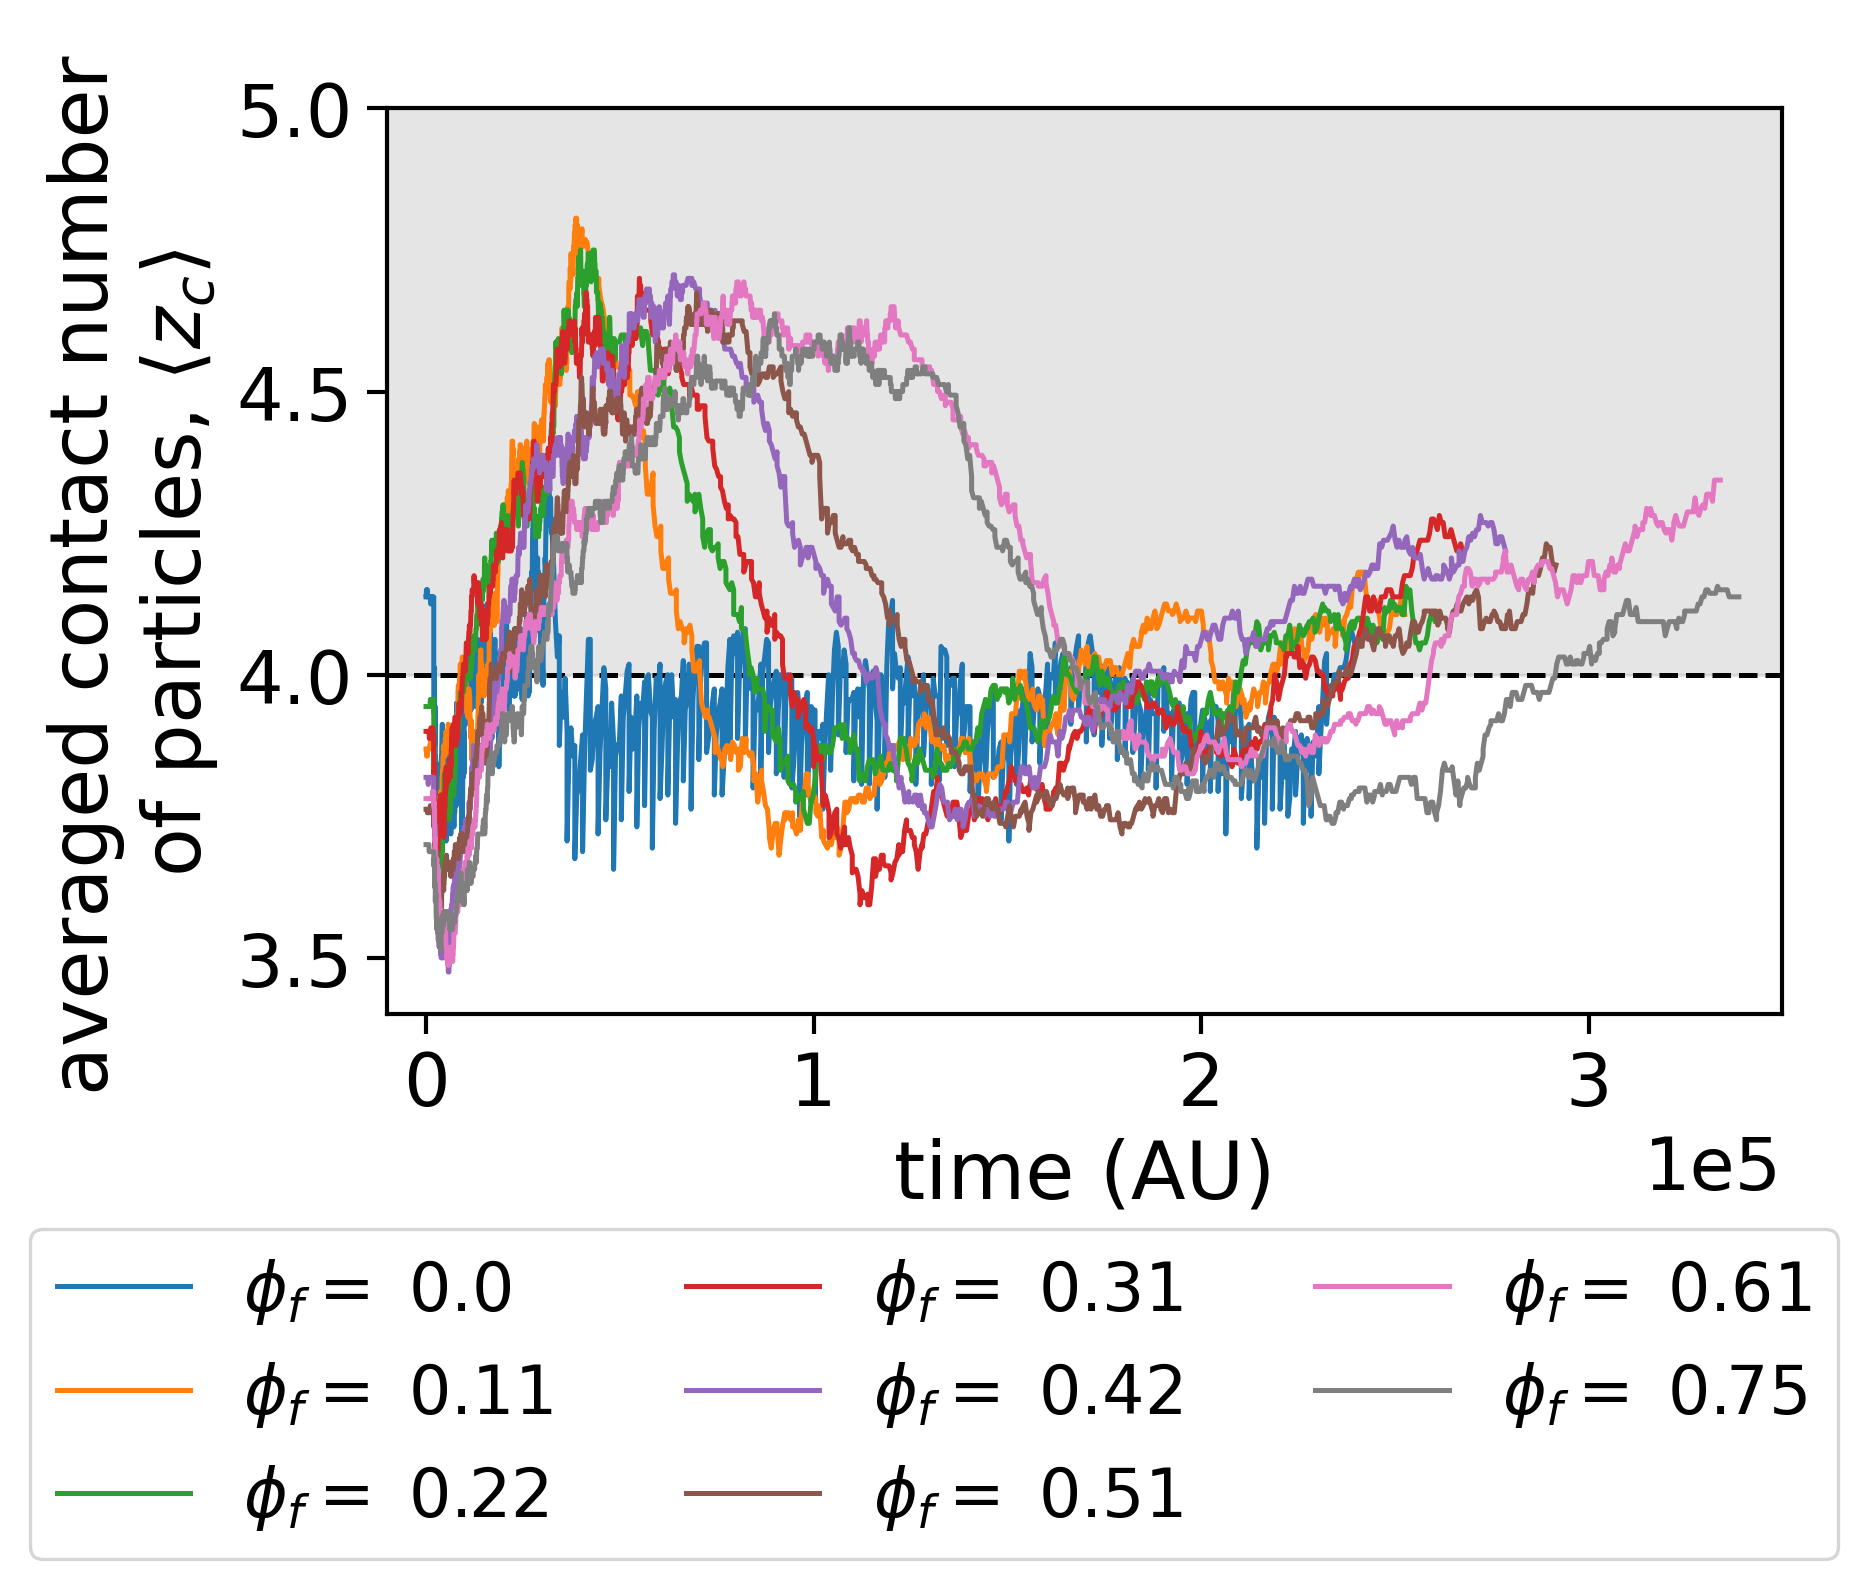 averaged contact number
of particles, ⟨z_c⟩
5.0
4.5
4.0
3.5
0 1 2 3
time (AU)
1e5
ϕ_f = 0.0
ϕ_f = 0.11
ϕ_f = 0.22
ϕ_f = 0.31
ϕ_f = 0.42
ϕ_f = 0.51
ϕ_f = 0.61
ϕ_f = 0.75